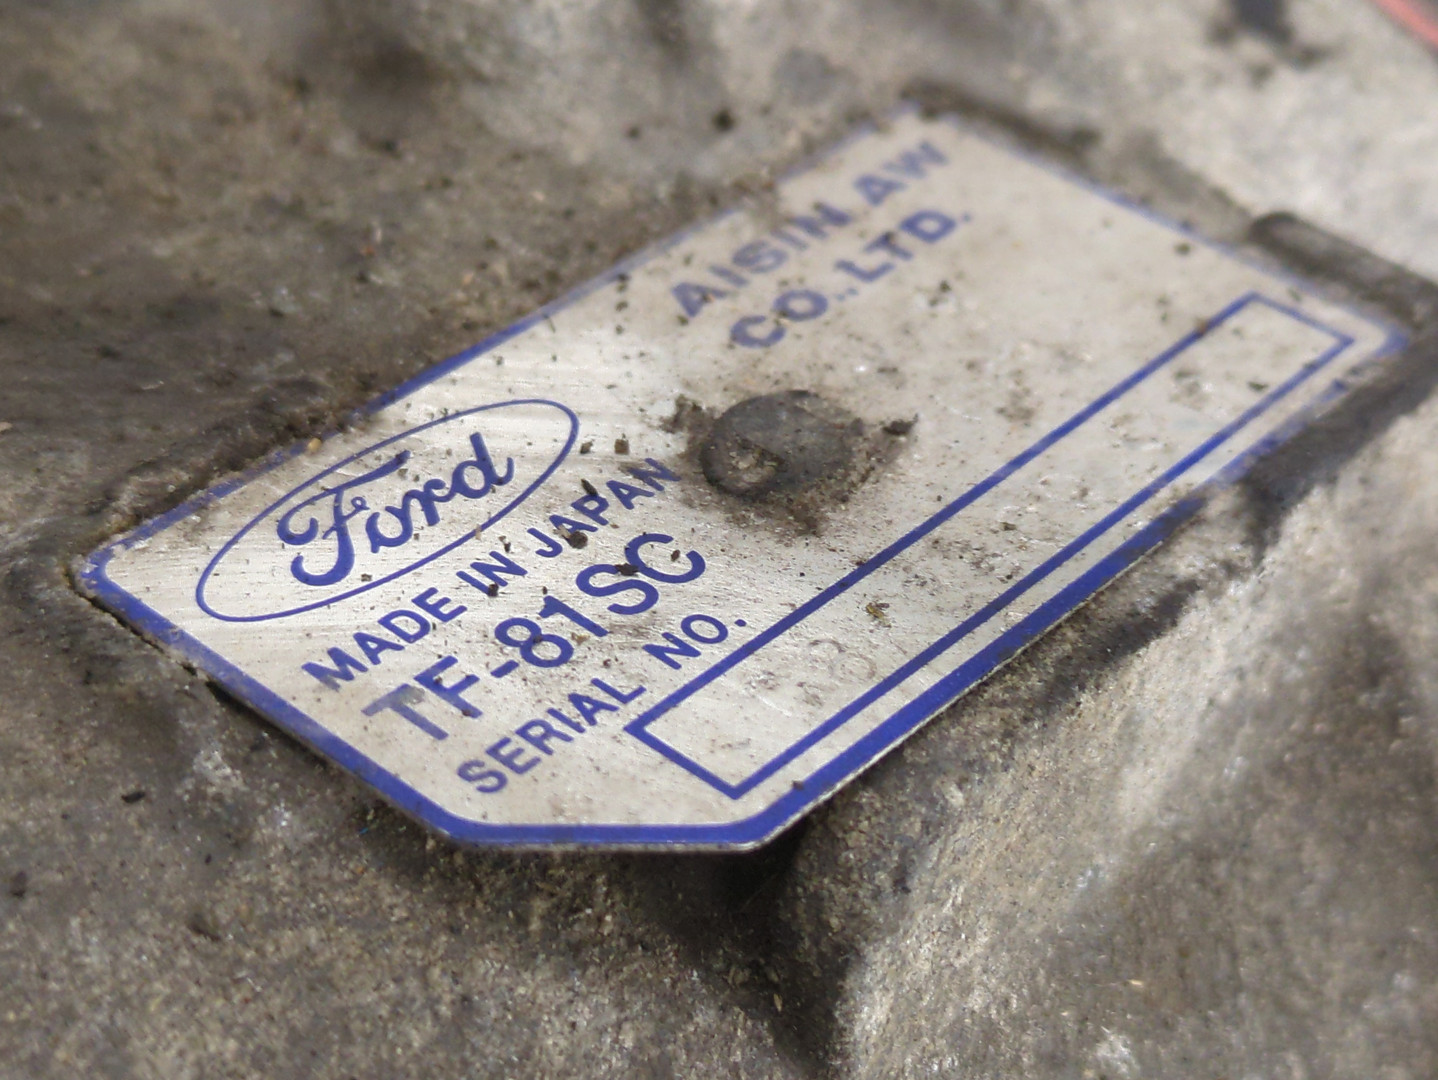 AISIN AW
CO.,LTD.
Ford
MADE IN JAPAN
TF-81SC
SERIAL NO.